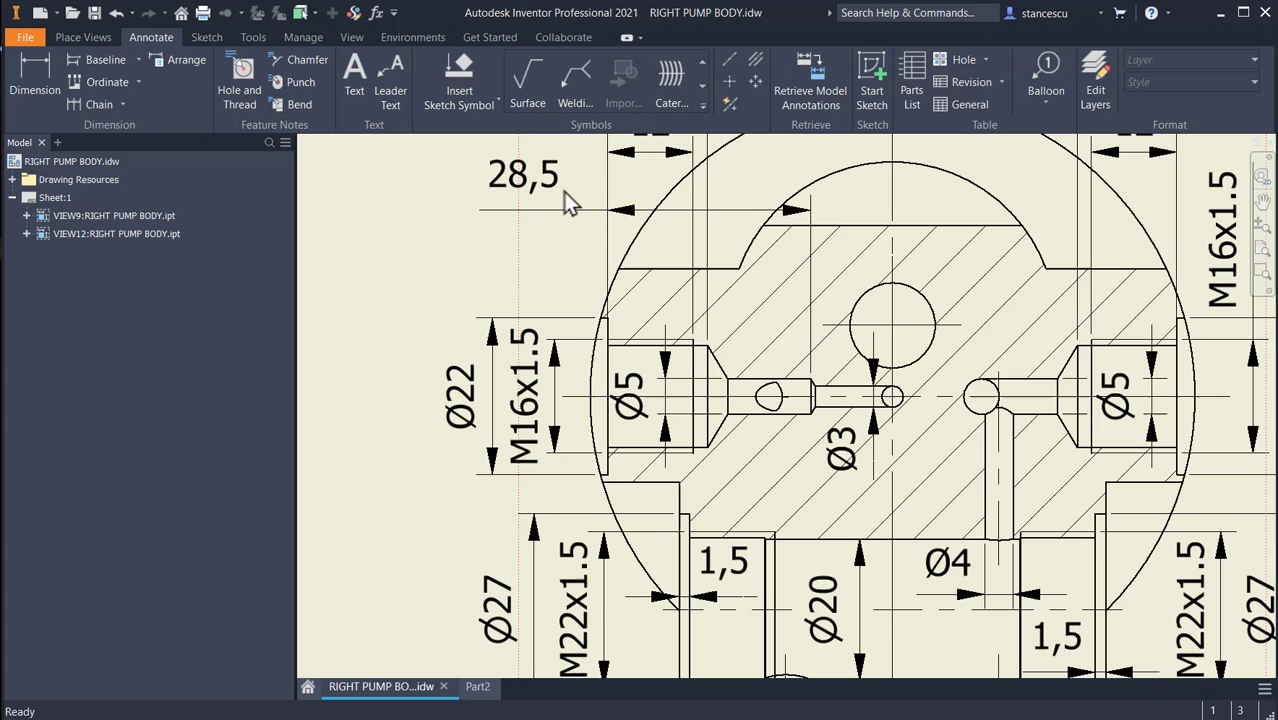 Autodesk Inventor Professional 2021 RIGHT PUMP BODY.idw
Search Help & Commands...
stancescu
File
Place Views
Annotate
Sketch
Tools
Manage
View
Environments
Get Started
Collaborate
Dimension
Baseline
Ordinate
Chain
Arrange
Hole and
Thread
Chamfer
Punch
Bend
Text
Leader
Text
Insert
Sketch Symbol
Surface
Weldi...
Impor...
Cater...
Retrieve Model
Annotations
Start
Sketch
Parts
List
Hole
Revision
General
Balloon
Edit
Layers
Layer
Style
Dimension
Feature Notes
Text
Symbols
Retrieve
Sketch
Table
Format
Model
RIGHT PUMP BODY.idw
Drawing Resources
Sheet:1
VIEW9:RIGHT PUMP BODY.ipt
VIEW12:RIGHT PUMP BODY.ipt
28,5
M16x1.5
Ø22
M16x1.5
Ø5
Ø3
Ø5
Ø27
M22x1.5
1,5
Ø20
Ø4
1,5
M22x1.5
Ø27
RIGHT PUMP BO...idw
Part2
Ready
1
3